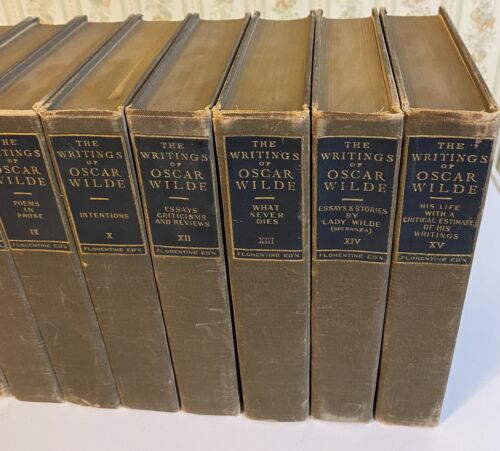 THE
WRITINGS
OF
OSCAR
WILDE
POEMS
IN
PROSE
IX
FLORENTINE ED'N
THE
WRITINGS
OF
OSCAR
WILDE
INTENTIONS
X
FLORENTINE ED'N
THE
WRITINGS
OF
OSCAR
WILDE
ESSAYS
CRITICISMS
AND REVIEWS
XII
FLORENTINE ED'N
THE
WRITINGS
OF
OSCAR
WILDE
WHAT
NEVER
DIES
XIII
FLORENTINE ED'N
THE
WRITINGS
OF
OSCAR
WILDE
ESSAYS & STORIES
BY
LADY WILDE
(SPERANZA)
XIV
FLORENTINE ED'N
THE
WRITINGS
OF
OSCAR
WILDE
HIS LIFE
WITH A
CRITICAL ESTIMATE
OF HIS
WRITINGS
XV
FLORENTINE ED'N